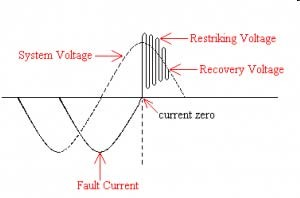 Restriking Voltage
System Voltage
Recovery Voltage
current zero
Fault Current